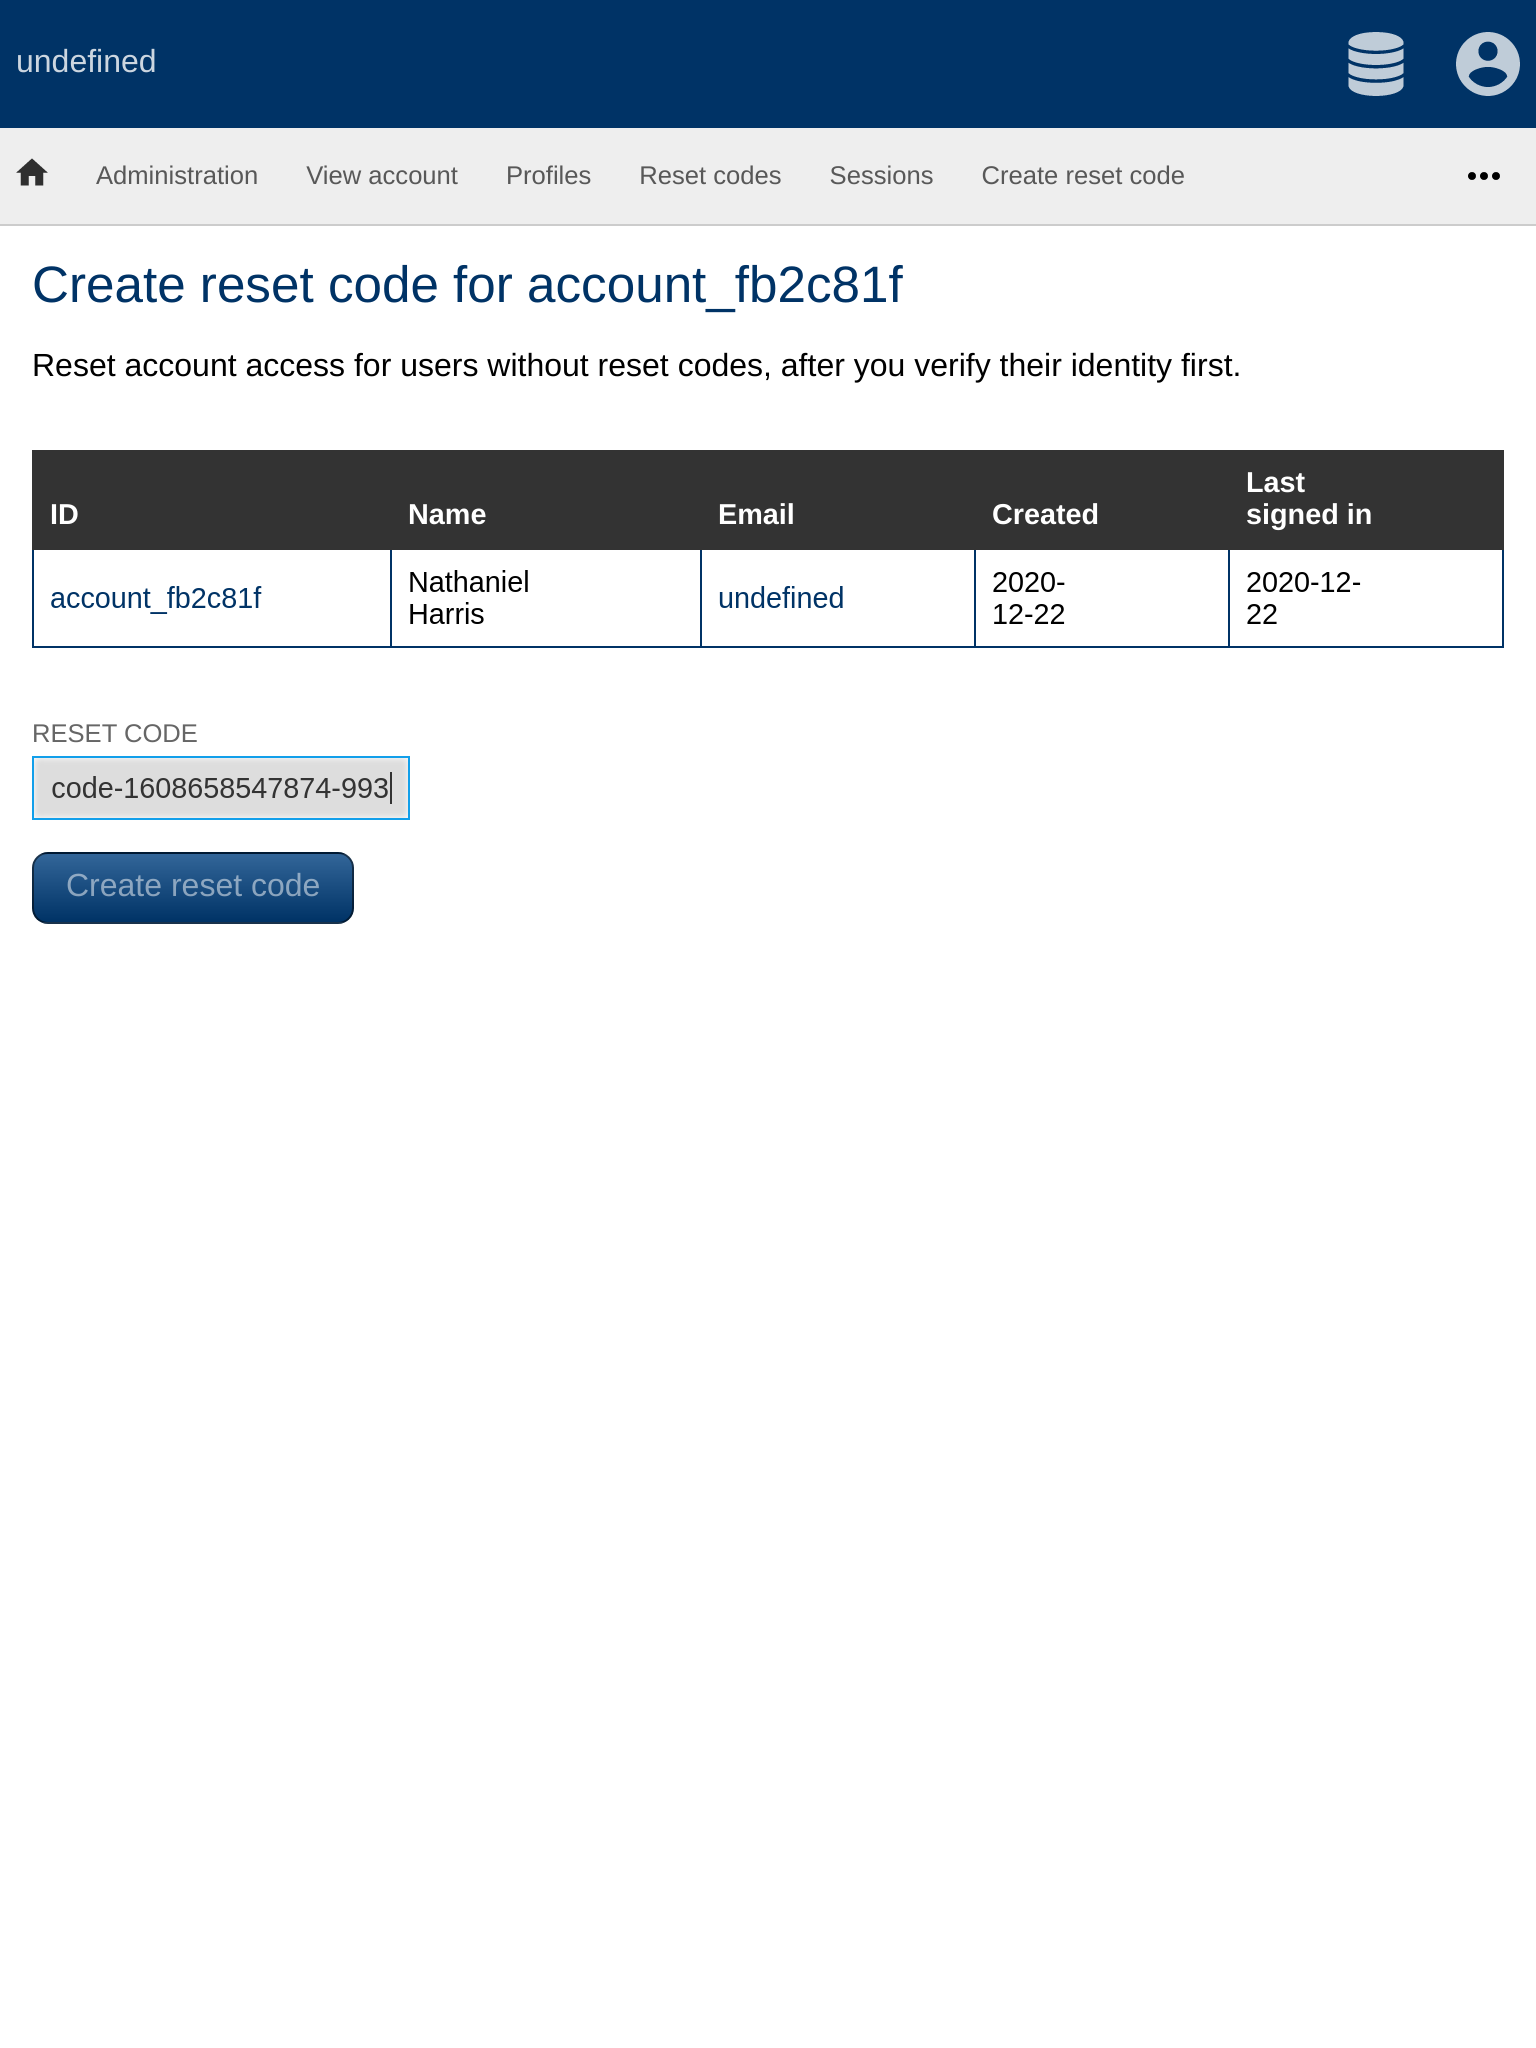 undefined
Administration View account Profiles Reset codes Sessions Create reset code
Create reset code for account_fb2c81f
Reset account access for users without reset codes, after you verify their identity first.
ID Name Email Created Last signed in
account_fb2c81f Nathaniel Harris undefined 2020-12-22 2020-12-22
RESET CODE
code-1608658547874-993
Create reset code